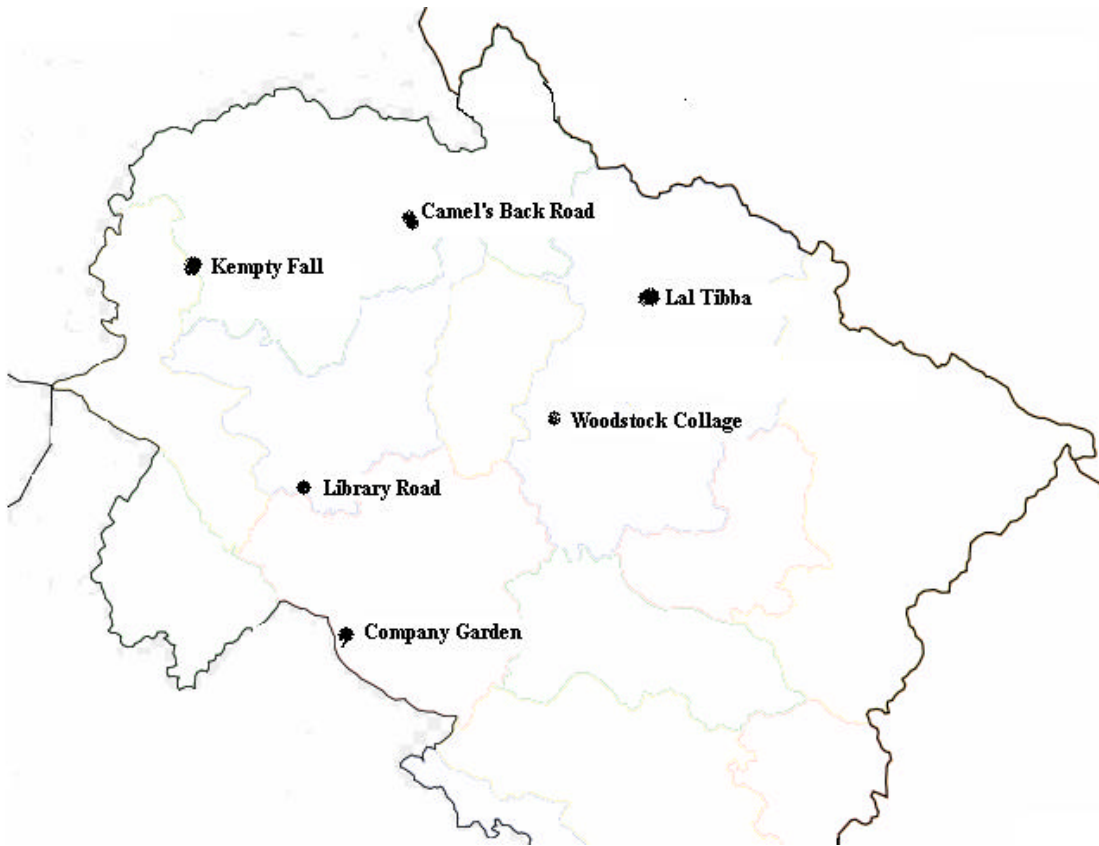 Camel's Back Road
Kempty Fall
Lal Tibba
Woodstock Collage
Library Road
Company Garden